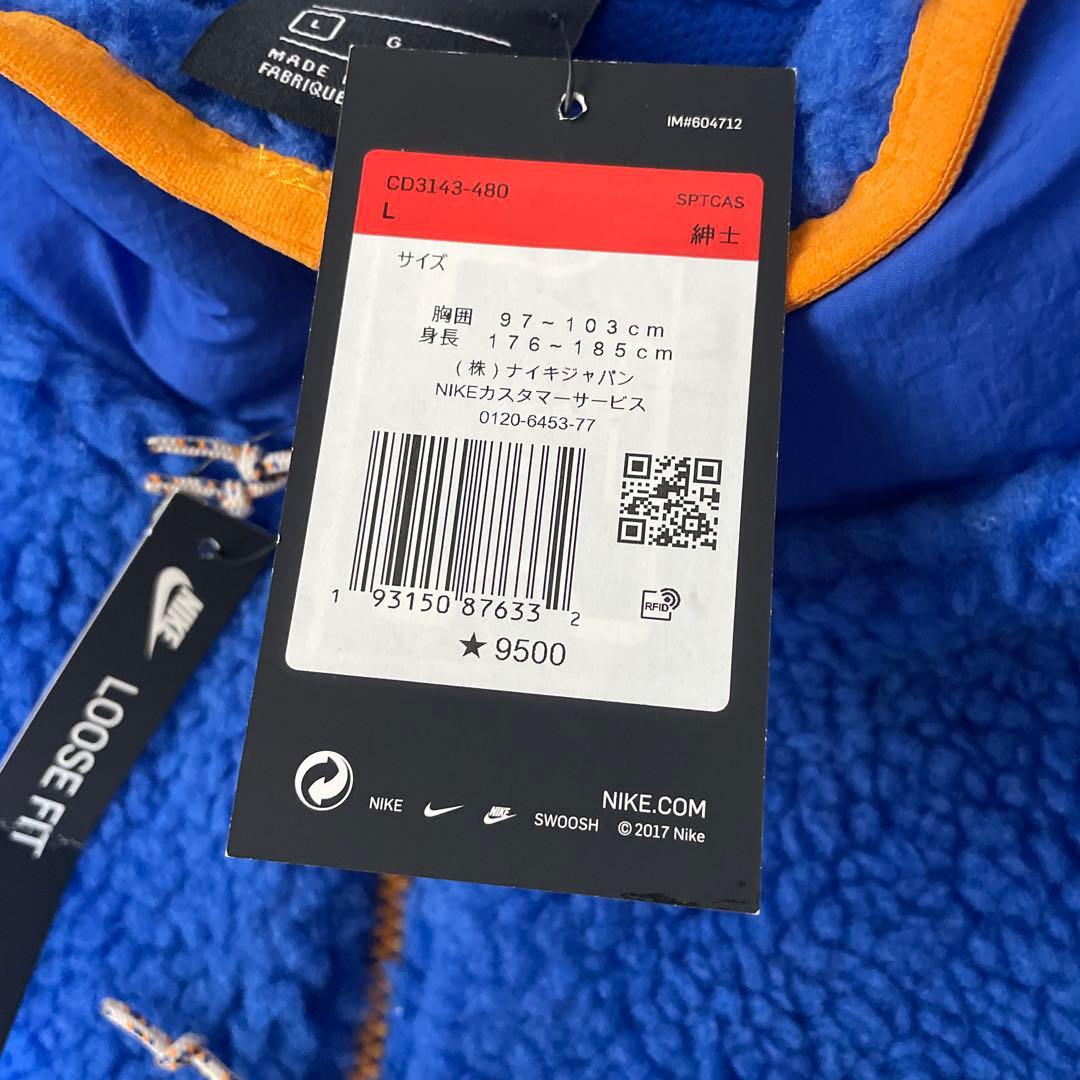 L
G
MADE
FABRIQUÉ
IM#604712
CD3143-480
SPTCAS
L
紳士
サイズ
胸囲 97~103cm
身長 176~185cm
(株)ナイキジャパン
NIKEカスタマーサービス
0120-6453-77
1 93150 87633 2
RFID
★9500
NIKE
NIKE
SWOOSH
NIKE.COM
© 2017 Nike
NIKE
LOOSE FIT